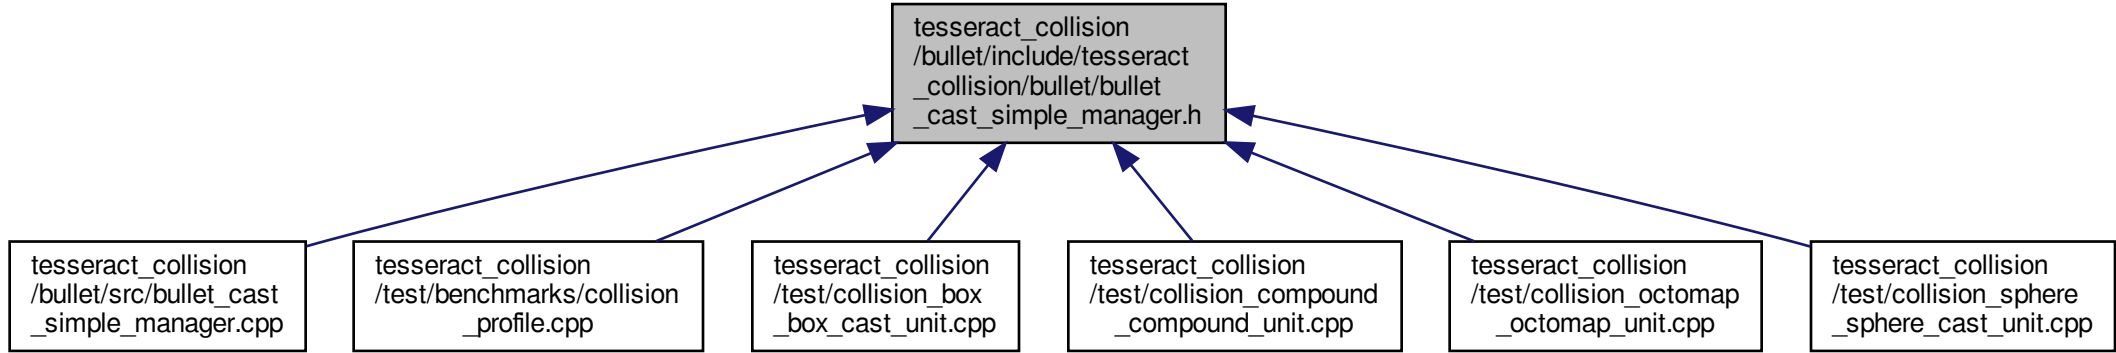 tesseract_collision
/bullet/include/tesseract
_collision/bullet/bullet
_cast_simple_manager.h
tesseract_collision
/bullet/src/bullet_cast
_simple_manager.cpp
tesseract_collision
/test/benchmarks/collision
_profile.cpp
tesseract_collision
/test/collision_box
_box_cast_unit.cpp
tesseract_collision
/test/collision_compound
_compound_unit.cpp
tesseract_collision
/test/collision_octomap
_octomap_unit.cpp
tesseract_collision
/test/collision_sphere
_sphere_cast_unit.cpp